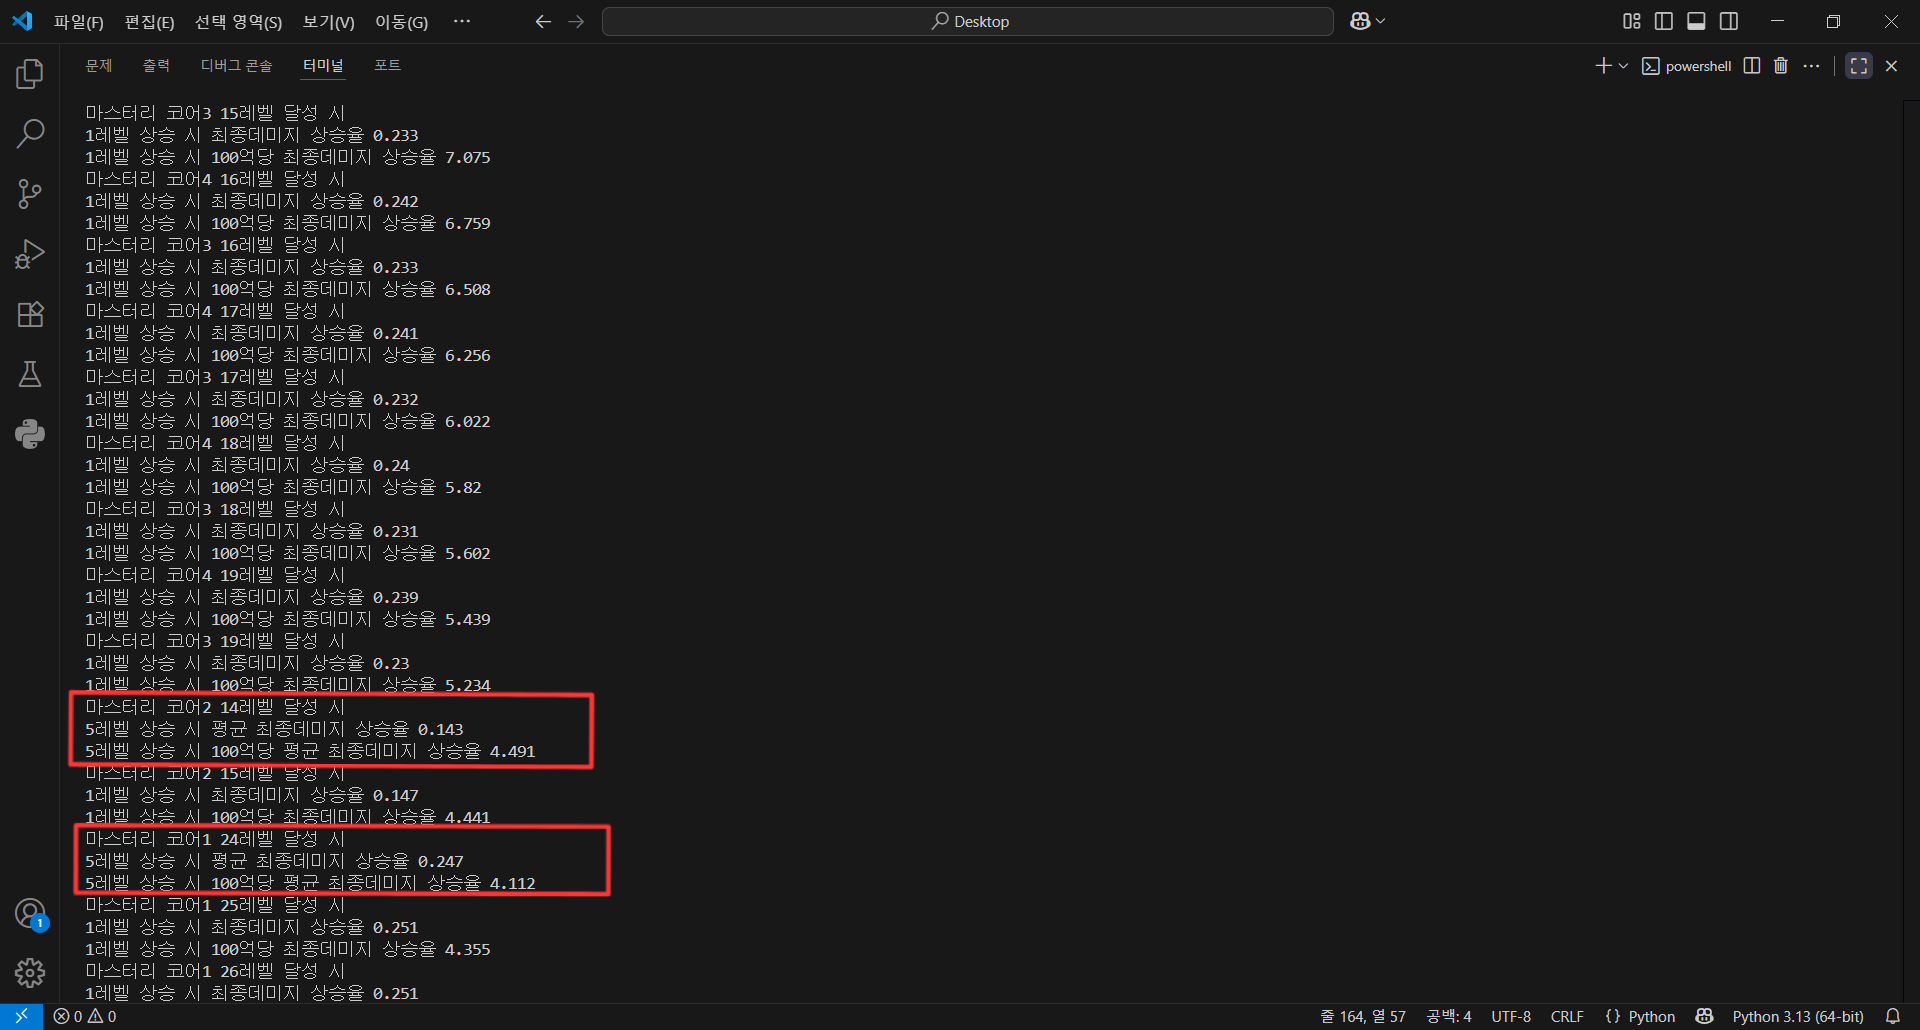 파일(F) 편집(E) 선택 영역(S) 보기(V) 이동(G) ··· Desktop
문제 출력 디버그 콘솔 터미널 포트 powershell
마스터리 코어3 15레벨 달성 시
1레벨 상승 시 최종데미지 상승율 0.233
1레벨 상승 시 100억당 최종데미지 상승율 7.075
마스터리 코어4 16레벨 달성 시
1레벨 상승 시 최종데미지 상승율 0.242
1레벨 상승 시 100억당 최종데미지 상승율 6.759
마스터리 코어3 16레벨 달성 시
1레벨 상승 시 최종데미지 상승율 0.233
1레벨 상승 시 100억당 최종데미지 상승율 6.508
마스터리 코어4 17레벨 달성 시
1레벨 상승 시 최종데미지 상승율 0.241
1레벨 상승 시 100억당 최종데미지 상승율 6.256
마스터리 코어3 17레벨 달성 시
1레벨 상승 시 최종데미지 상승율 0.232
1레벨 상승 시 100억당 최종데미지 상승율 6.022
마스터리 코어4 18레벨 달성 시
1레벨 상승 시 최종데미지 상승율 0.24
1레벨 상승 시 100억당 최종데미지 상승율 5.82
마스터리 코어3 18레벨 달성 시
1레벨 상승 시 최종데미지 상승율 0.231
1레벨 상승 시 100억당 최종데미지 상승율 5.602
마스터리 코어4 19레벨 달성 시
1레벨 상승 시 최종데미지 상승율 0.239
1레벨 상승 시 100억당 최종데미지 상승율 5.439
마스터리 코어3 19레벨 달성 시
1레벨 상승 시 최종데미지 상승율 0.23
1레벨 상승 시 100억당 최종데미지 상승율 5.234
마스터리 코어2 14레벨 달성 시
5레벨 상승 시 평균 최종데미지 상승율 0.143
5레벨 상승 시 100억당 평균 최종데미지 상승율 4.491
마스터리 코어2 15레벨 달성 시
1레벨 상승 시 최종데미지 상승율 0.147
1레벨 상승 시 100억당 최종데미지 상승율 4.441
마스터리 코어1 24레벨 달성 시
5레벨 상승 시 평균 최종데미지 상승율 0.247
5레벨 상승 시 100억당 평균 최종데미지 상승율 4.112
마스터리 코어1 25레벨 달성 시
1레벨 상승 시 최종데미지 상승율 0.251
1레벨 상승 시 100억당 최종데미지 상승율 4.355
마스터리 코어1 26레벨 달성 시
1레벨 상승 시 최종데미지 상승율 0.251
1
0 0 줄 164, 열 57 공백: 4 UTF-8 CRLF {} Python Python 3.13 (64-bit)